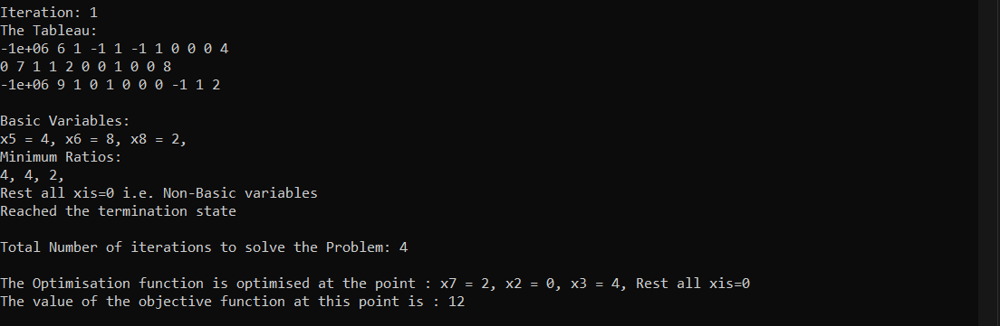 Iteration: 1
The Tableau:
-1e+06 6 1 -1 1 -1 1 0 0 0 4
0 7 1 1 2 0 0 1 0 0 8
-1e+06 9 1 0 1 0 0 0 -1 1 2
Basic Variables:
x5 = 4, x6 = 8, x8 = 2,
Minimum Ratios:
4, 4, 2,
Rest all xis=0 i.e. Non-Basic variables
Reached the termination state
Total Number of iterations to solve the Problem: 4
The Optimisation function is optimised at the point : x7 = 2, x2 = 0, x3 = 4, Rest all xis=0
The value of the objective function at this point is : 12